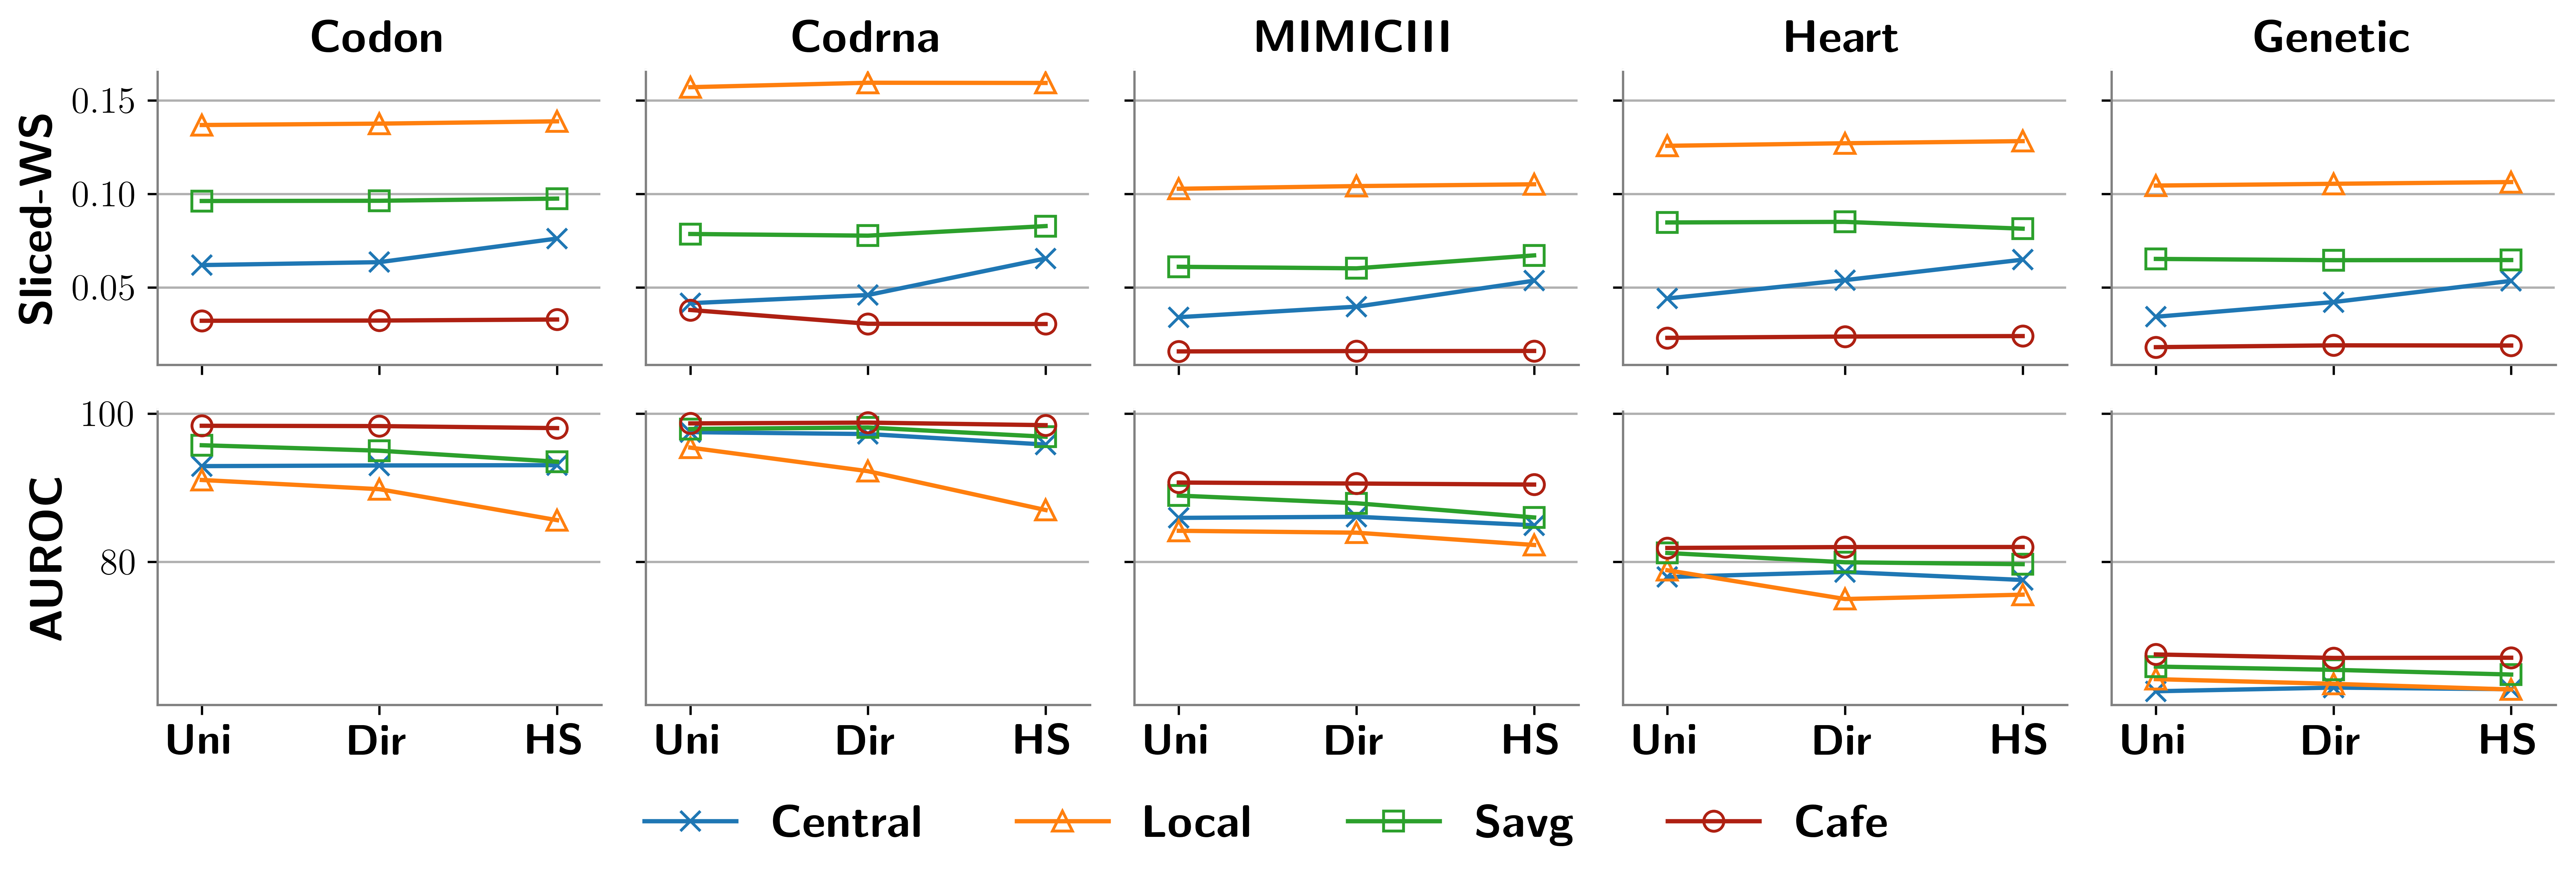 Codon Codrna MIMICIII Heart Genetic
Sliced-WS
0.15
0.10
0.05
AUROC
100
80
Uni Dir HS Uni Dir HS Uni Dir HS Uni Dir HS Uni Dir HS
Central Local Savg Cafe